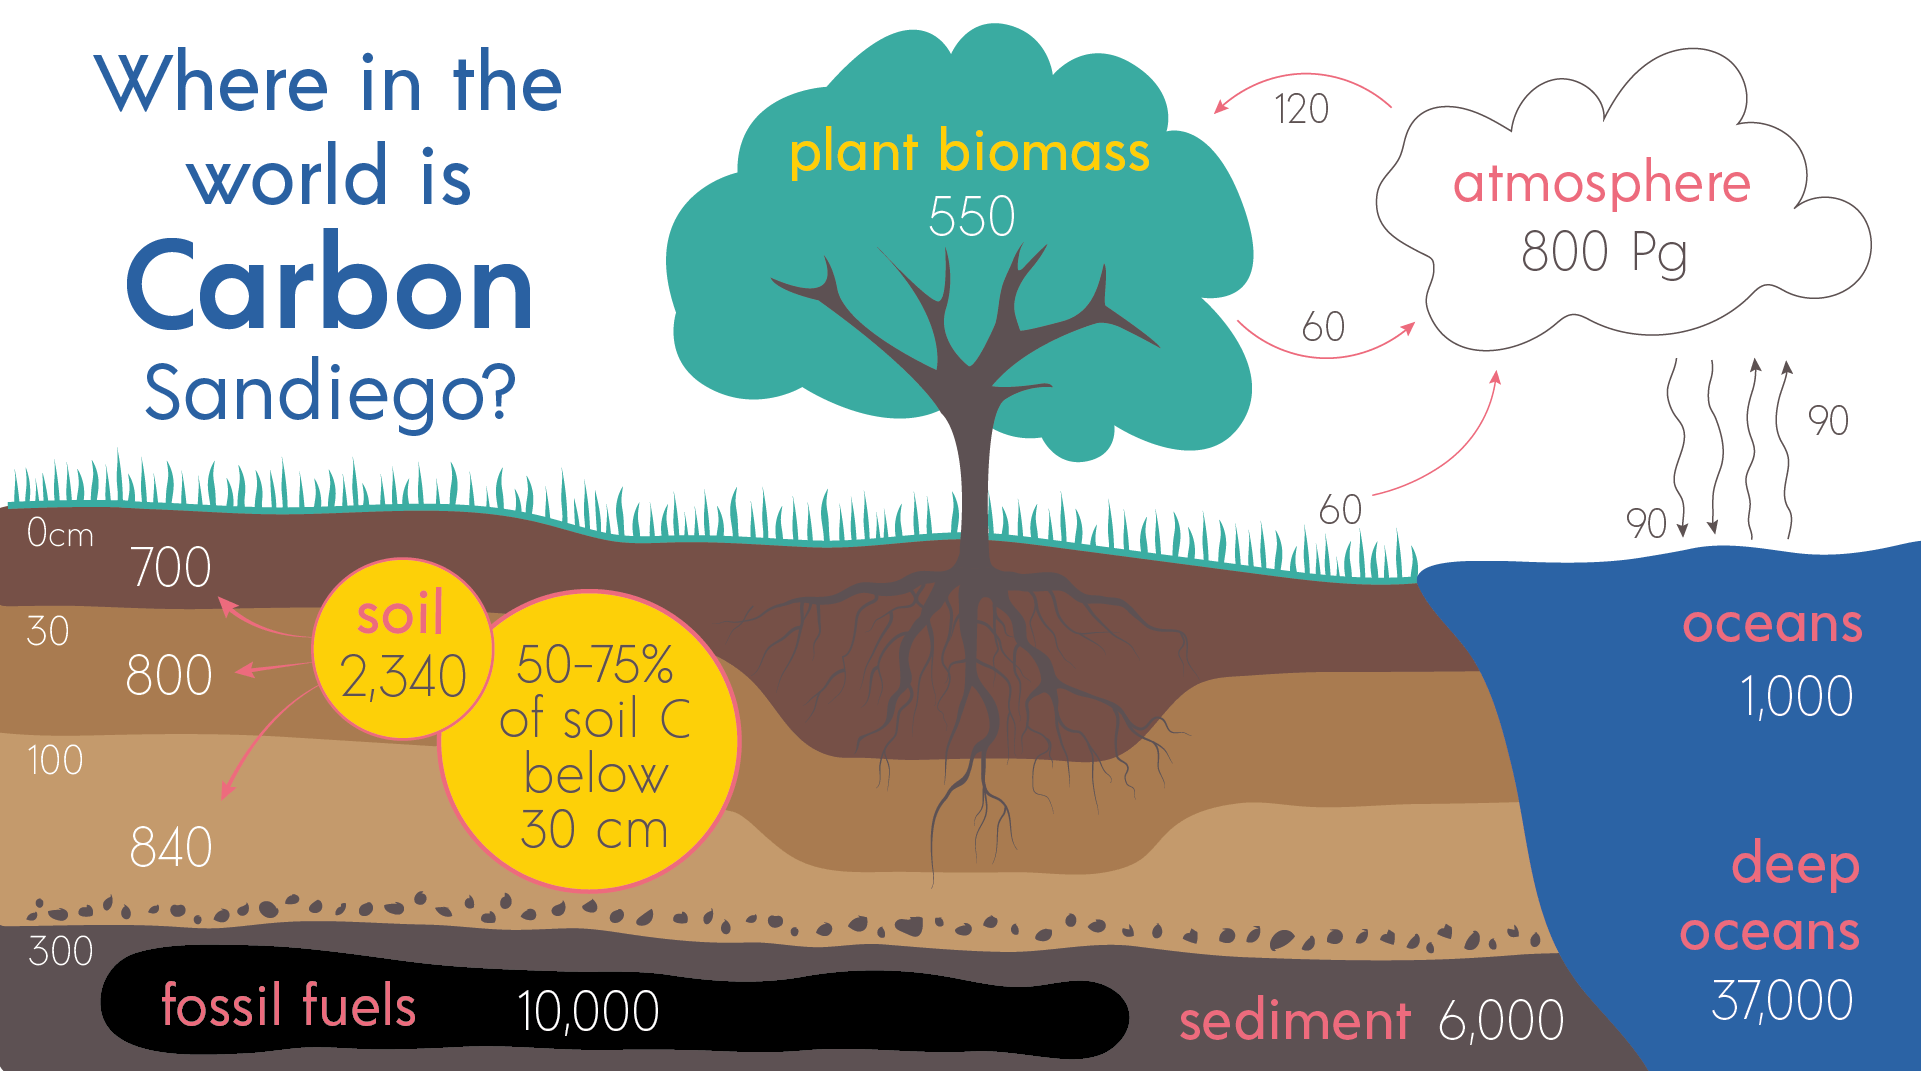 Where in the
world is
Carbon
Sandiego?
plant biomass
550
120
atmosphere
800 Pg
60
60
90
90
0cm
700
30
800
100
840
300
soil
2,340
50-75%
of soil C
below
30 cm
oceans
1,000
deep
oceans
37,000
fossil fuels 10,000
sediment 6,000